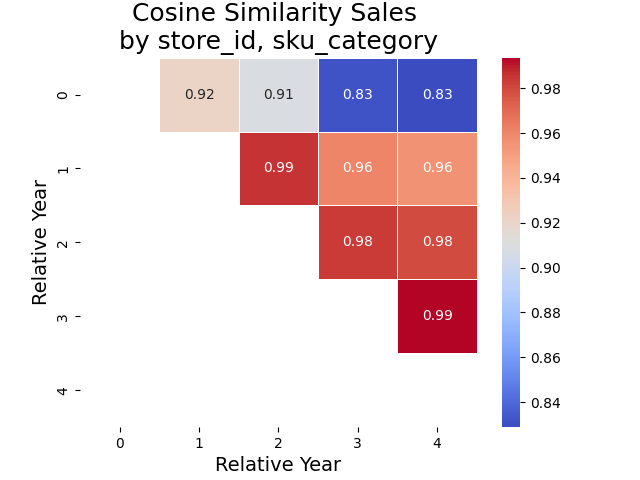 Cosine Similarity Sales
by store_id, sku_category
Relative Year
0
0.92 0.91 0.83 0.83
1
0.99 0.96 0.96
2
0.98 0.98
3
0.99
4
0 1 2 3 4
Relative Year
0.98
0.96
0.94
0.92
0.90
0.88
0.86
0.84